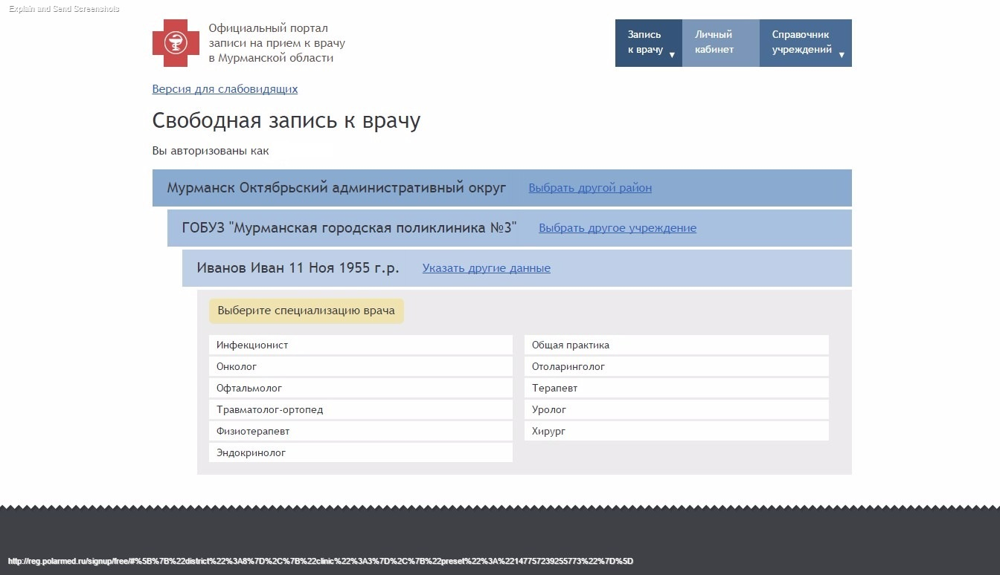 Explain and Send Screenshots
Официальный портал
записи на прием к врачу
в Мурманской области
Запись
к врачу ▼
Личный
кабинет
Справочник
учреждений ▼
Версия для слабовидящих
Свободная запись к врачу
Вы авторизованы как
Мурманск Октябрьский административный округ Выбрать другой район
ГОБУЗ "Мурманская городская поликлиника №3" Выбрать другое учреждение
Иванов Иван 11 Ноя 1955 г.р. Указать другие данные
Выберите специализацию врача
Инфекционист
Онколог
Офтальмолог
Травматолог-ортопед
Физиотерапевт
Эндокринолог
Общая практика
Отоларинголог
Терапевт
Уролог
Хирург
http://reg.polarmed.ru/signup/free/#%5B%7B%22district%22%3A8%7D%2C%7B%22clinic%22%3A3%7D%2C%7B%22preset%22%3A%22147757239255773%22%7D%5D